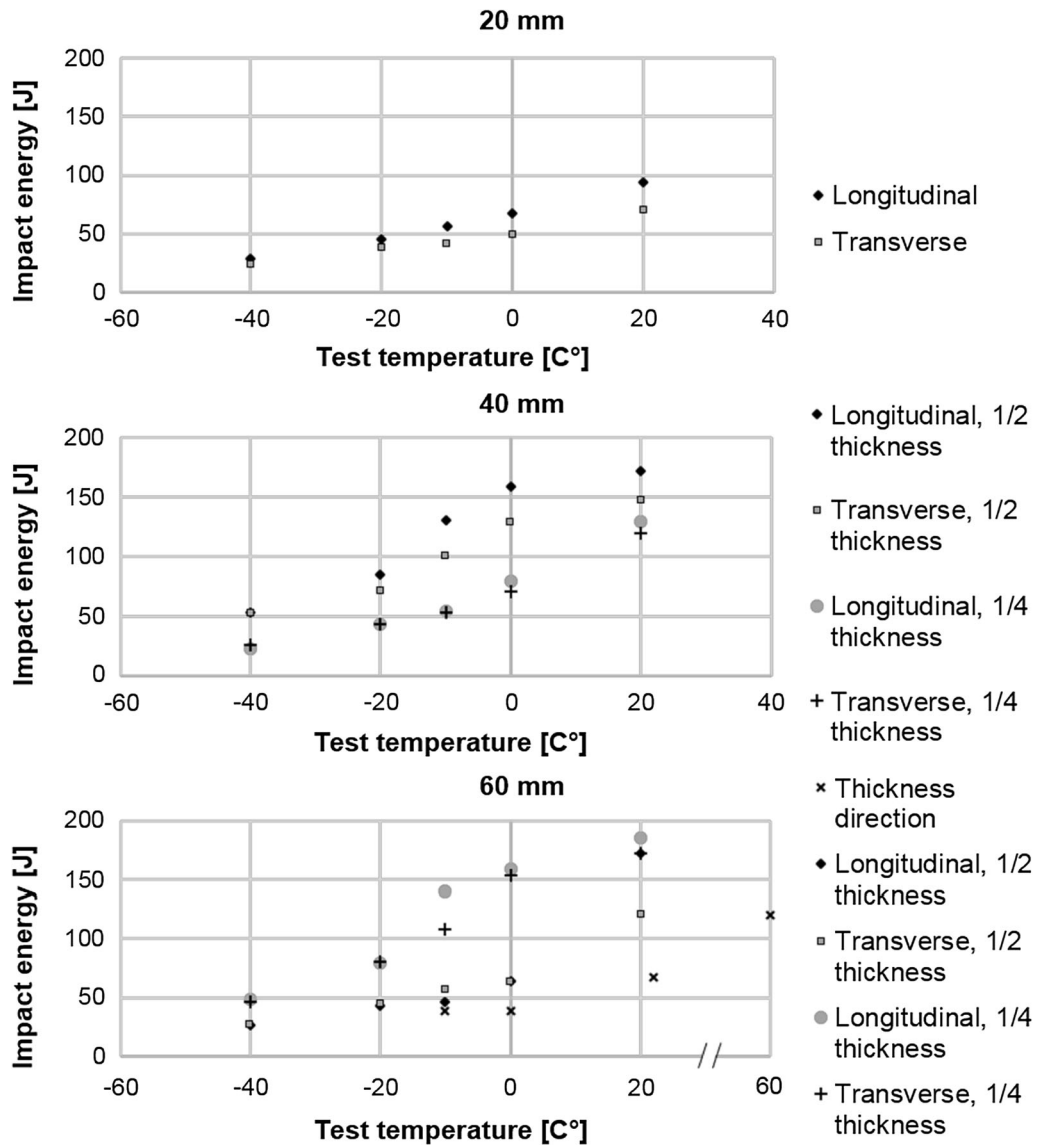 20 mm
Impact energy [J]
200
150
100
50
0
-60 -40 -20 0 20 40
Test temperature [C°]
Longitudinal
Transverse
40 mm
Impact energy [J]
200
150
100
50
0
-60 -40 -20 0 20 40
Test temperature [C°]
Longitudinal, 1/2
thickness
Transverse, 1/2
thickness
Longitudinal, 1/4
thickness
Transverse, 1/4
thickness
60 mm
Impact energy [J]
200
150
100
50
0
-60 -40 -20 0 20 60
Test temperature [C°]
Thickness
direction
Longitudinal, 1/2
thickness
Transverse, 1/2
thickness
Longitudinal, 1/4
thickness
Transverse, 1/4
thickness